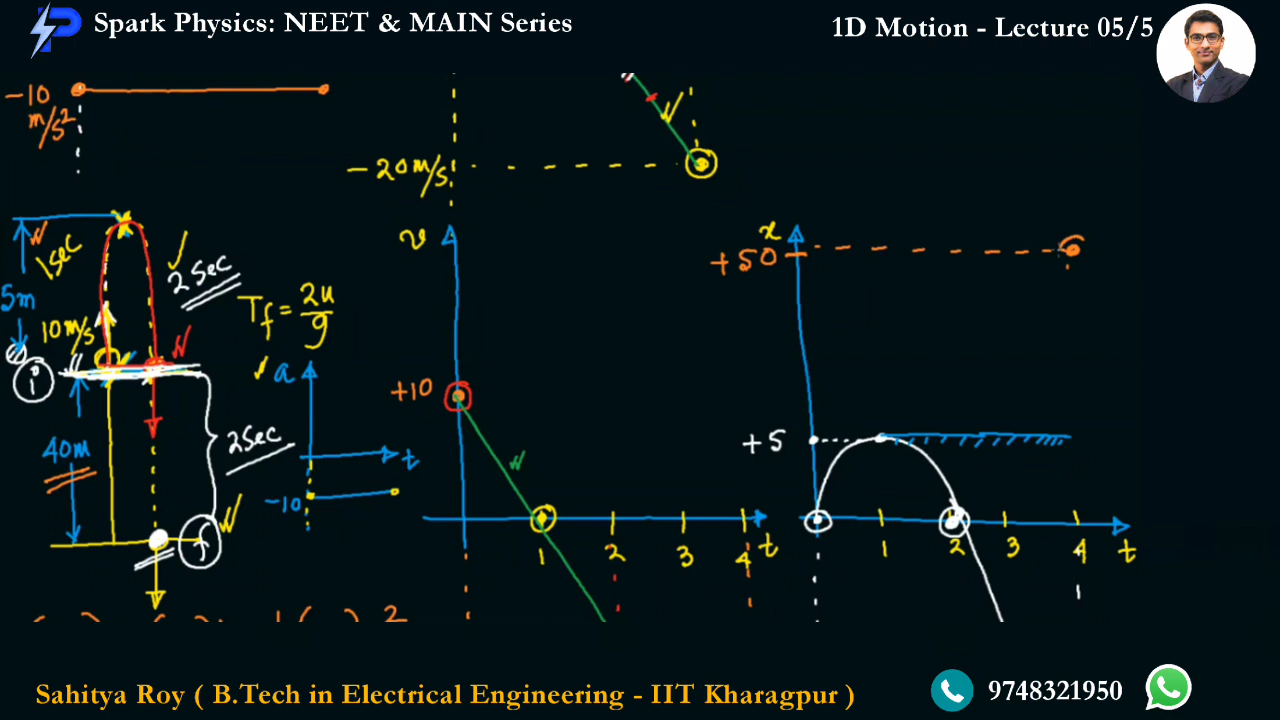 Spark Physics: NEET & MAIN Series
1D Motion - Lecture 05/5
-10
m/s²
-20m/s
1sec
2sec
5m
10m/s
T_f = 2u/g
i
40m
2sec
f
a
t
-10
v
+10
1 2 3 4 t
x
+50
+5
1 2 3 4 t
Sahitya Roy ( B.Tech in Electrical Engineering - IIT Kharagpur )
9748321950